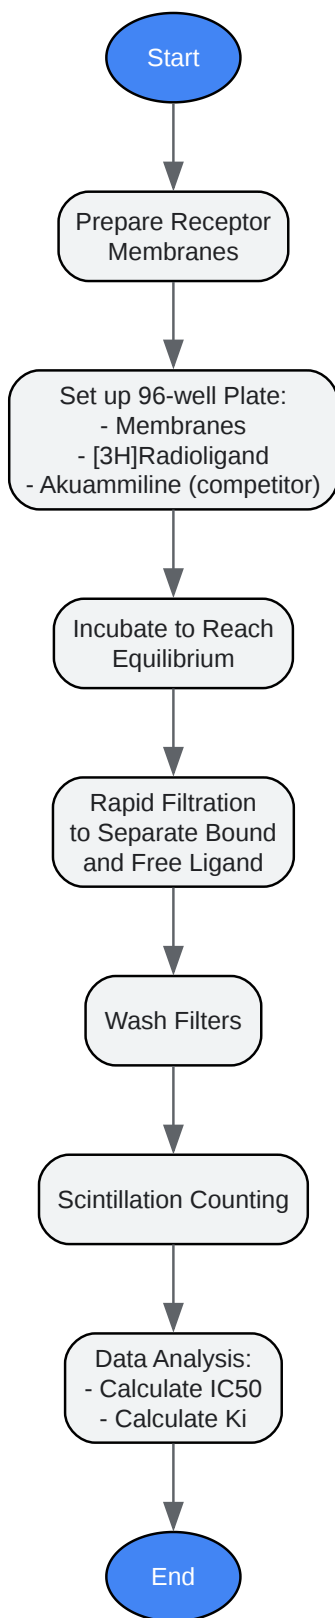 Start
Prepare Receptor
Membranes
Set up 96-well Plate:
- Membranes
- [3H]Radioligand
- Akuammiline (competitor)
Incubate to Reach
Equilibrium
Rapid Filtration
to Separate Bound
and Free Ligand
Wash Filters
Scintillation Counting
Data Analysis:
- Calculate IC50
- Calculate Ki
End